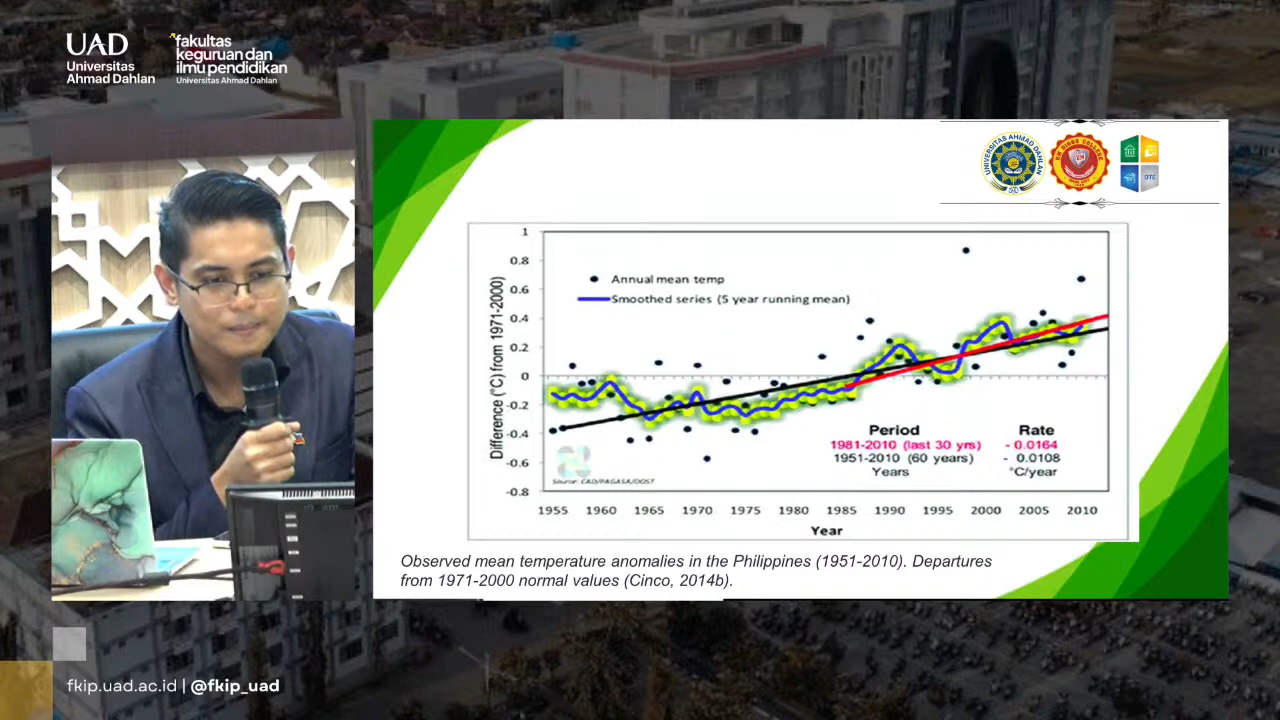 UAD
Universitas
Ahmad Dahlan
fakultas
keguruan dan
ilmu pendidikan
Universitas Ahmad Dahlan
UNIVERSITAS AHMAD DAHLAN
DTE
1
0.8
0.6
0.4
0.2
0
-0.2
-0.4
-0.6
-0.8
Difference (°C) from 1971-2000)
Annual mean temp
Smoothed series (5 year running mean)
Period Rate
1981-2010 (last 30 yrs) - 0.0164
1951-2010 (60 years) - 0.0108
Years °C/year
Source: CAD/PAGASA/DOST
1955 1960 1965 1970 1975 1980 1985 1990 1995 2000 2005 2010
Year
Observed mean temperature anomalies in the Philippines (1951-2010). Departures
from 1971-2000 normal values (Cinco, 2014b).
fkip.uad.ac.id | @fkip_uad